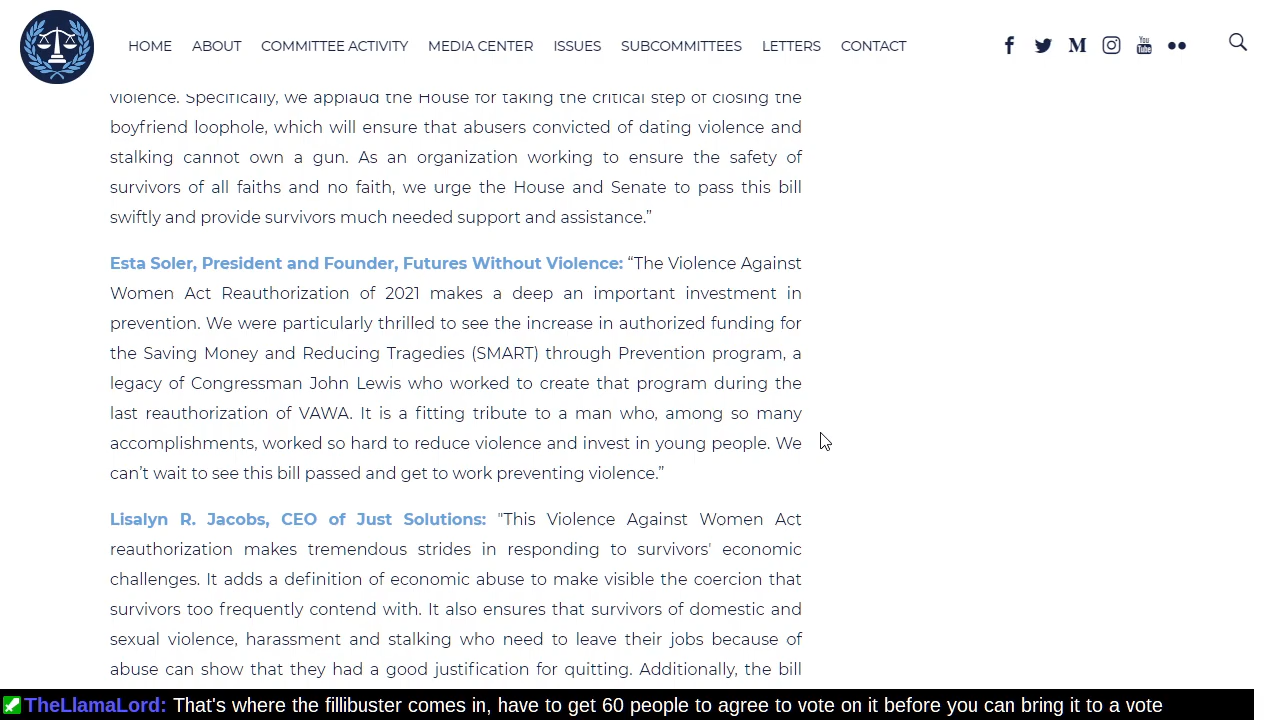 HOME ABOUT COMMITTEE ACTIVITY MEDIA CENTER ISSUES SUBCOMMITTEES LETTERS CONTACT
M You Tube
violence. Specifically, we applaud the House for taking the critical step of closing the
boyfriend loophole, which will ensure that abusers convicted of dating violence and
stalking cannot own a gun. As an organization working to ensure the safety of
survivors of all faiths and no faith, we urge the House and Senate to pass this bill
swiftly and provide survivors much needed support and assistance.”
Esta Soler, President and Founder, Futures Without Violence: “The Violence Against
Women Act Reauthorization of 2021 makes a deep an important investment in
prevention. We were particularly thrilled to see the increase in authorized funding for
the Saving Money and Reducing Tragedies (SMART) through Prevention program, a
legacy of Congressman John Lewis who worked to create that program during the
last reauthorization of VAWA. It is a fitting tribute to a man who, among so many
accomplishments, worked so hard to reduce violence and invest in young people. We
can’t wait to see this bill passed and get to work preventing violence.”
Lisalyn R. Jacobs, CEO of Just Solutions: "This Violence Against Women Act
reauthorization makes tremendous strides in responding to survivors' economic
challenges. It adds a definition of economic abuse to make visible the coercion that
survivors too frequently contend with. It also ensures that survivors of domestic and
sexual violence, harassment and stalking who need to leave their jobs because of
abuse can show that they had a good justification for quitting. Additionally, the bill
TheLlamaLord: That's where the fillibuster comes in, have to get 60 people to agree to vote on it before you can bring it to a vote